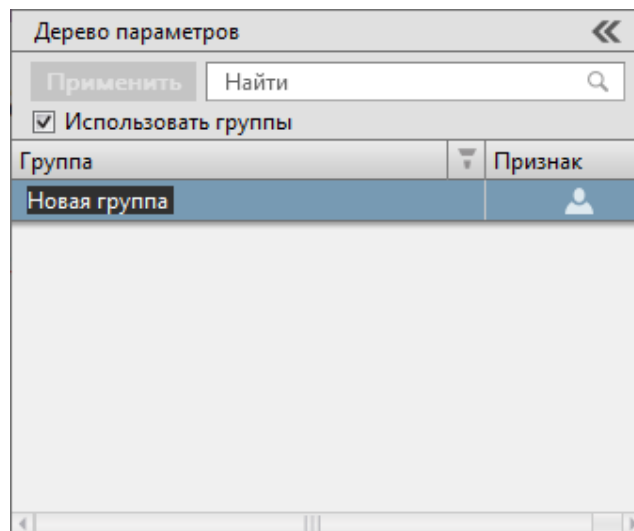 Дерево параметров
Применить Найти
Использовать группы
Группа Признак
Новая группа